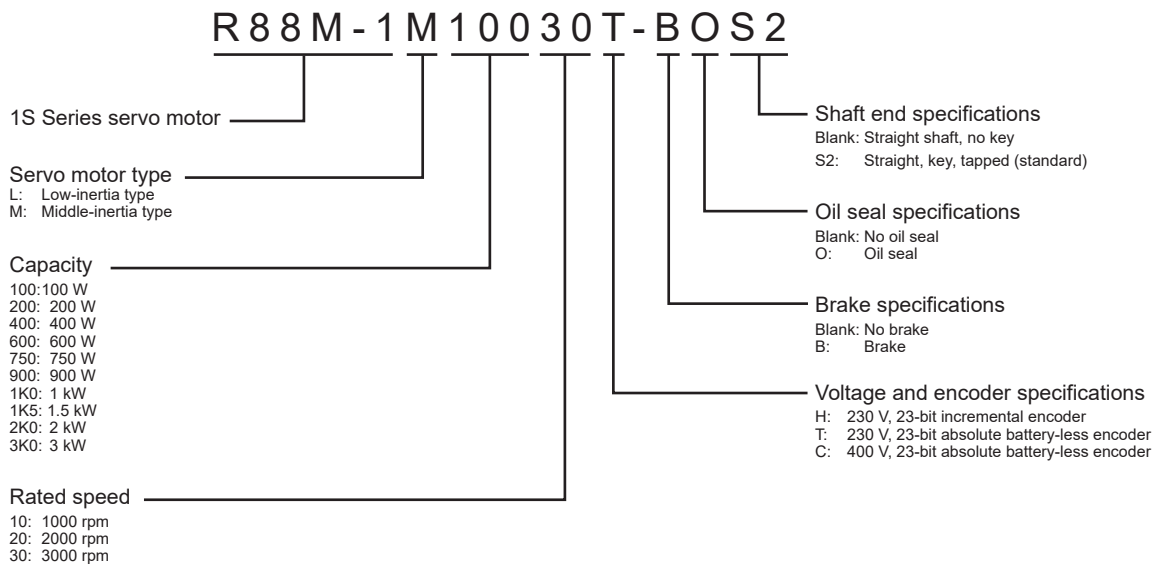 R88M-1M10030T-BOS2
1S Series servo motor
Servo motor type
L: Low-inertia type
M: Middle-inertia type
Capacity
100:100 W
200: 200 W
400: 400 W
600: 600 W
750: 750 W
900: 900 W
1K0: 1 kW
1K5: 1.5 kW
2K0: 2 kW
3K0: 3 kW
Rated speed
10: 1000 rpm
20: 2000 rpm
30: 3000 rpm
Shaft end specifications
Blank: Straight shaft, no key
S2: Straight, key, tapped (standard)
Oil seal specifications
Blank: No oil seal
O: Oil seal
Brake specifications
Blank: No brake
B: Brake
Voltage and encoder specifications
H: 230 V, 23-bit incremental encoder
T: 230 V, 23-bit absolute battery-less encoder
C: 400 V, 23-bit absolute battery-less encoder